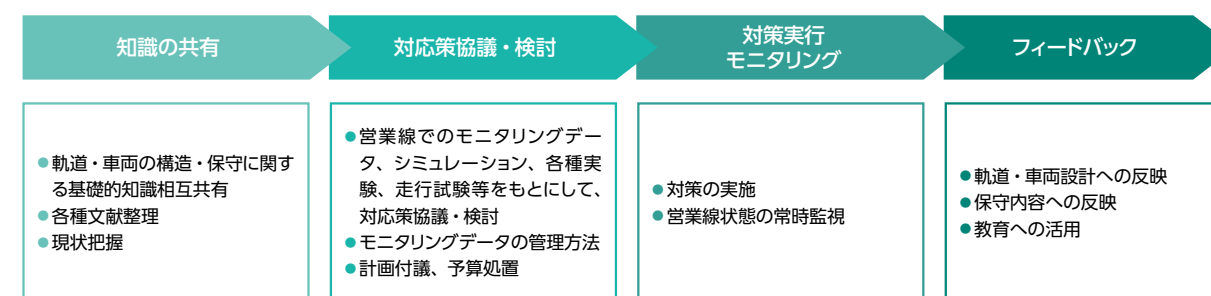 知識の共有
対応策協議・検討
対策実行
モニタリング
フィードバック
●軌道・車両の構造・保守に関す
る基礎的知識相互共有
●各種文献整理
●現状把握
●営業線でのモニタリングデー
タ、シミュレーション、各種実
験、走行試験等をもとにして、
対応策協議・検討
●モニタリングデータの管理方法
●計画付議、予算処置
●対策の実施
●営業線状態の常時監視
●軌道・車両設計への反映
●保守内容への反映
●教育への活用